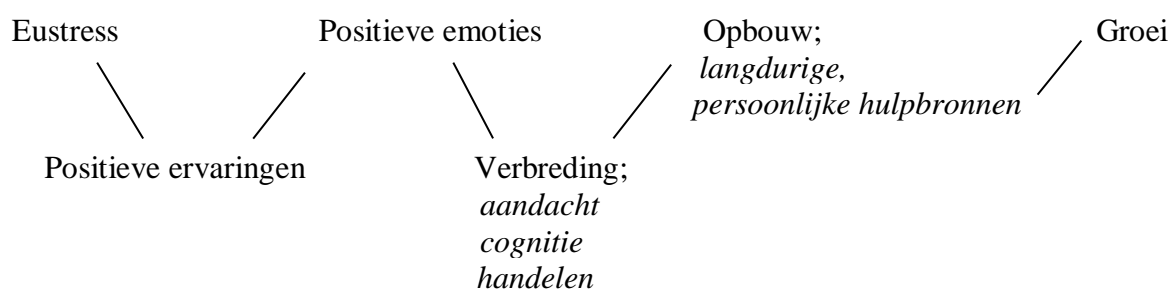 Eustress
Positieve emoties
Opbouw;
langdurige,
persoonlijke hulpbronnen
Groei
Positieve ervaringen
Verbreding;
aandacht
cognitie
handelen